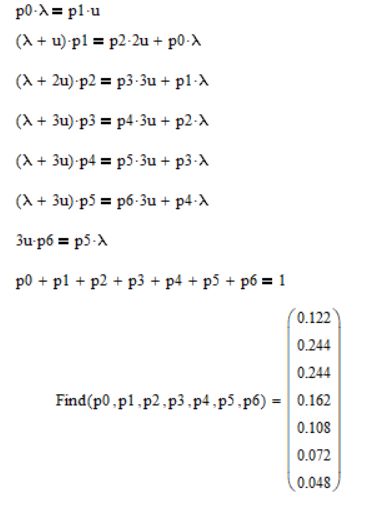 p0·λ = p1·u
(λ + u)·p1 = p2·2u + p0·λ
(λ + 2u)·p2 = p3·3u + p1·λ
(λ + 3u)·p3 = p4·3u + p2·λ
(λ + 3u)·p4 = p5·3u + p3·λ
(λ + 3u)·p5 = p6·3u + p4·λ
3u·p6 = p5·λ
p0 + p1 + p2 + p3 + p4 + p5 + p6 = 1
0.122
0.244
0.244
Find(p0,p1,p2,p3,p4,p5,p6) = 0.162
0.108
0.072
0.048